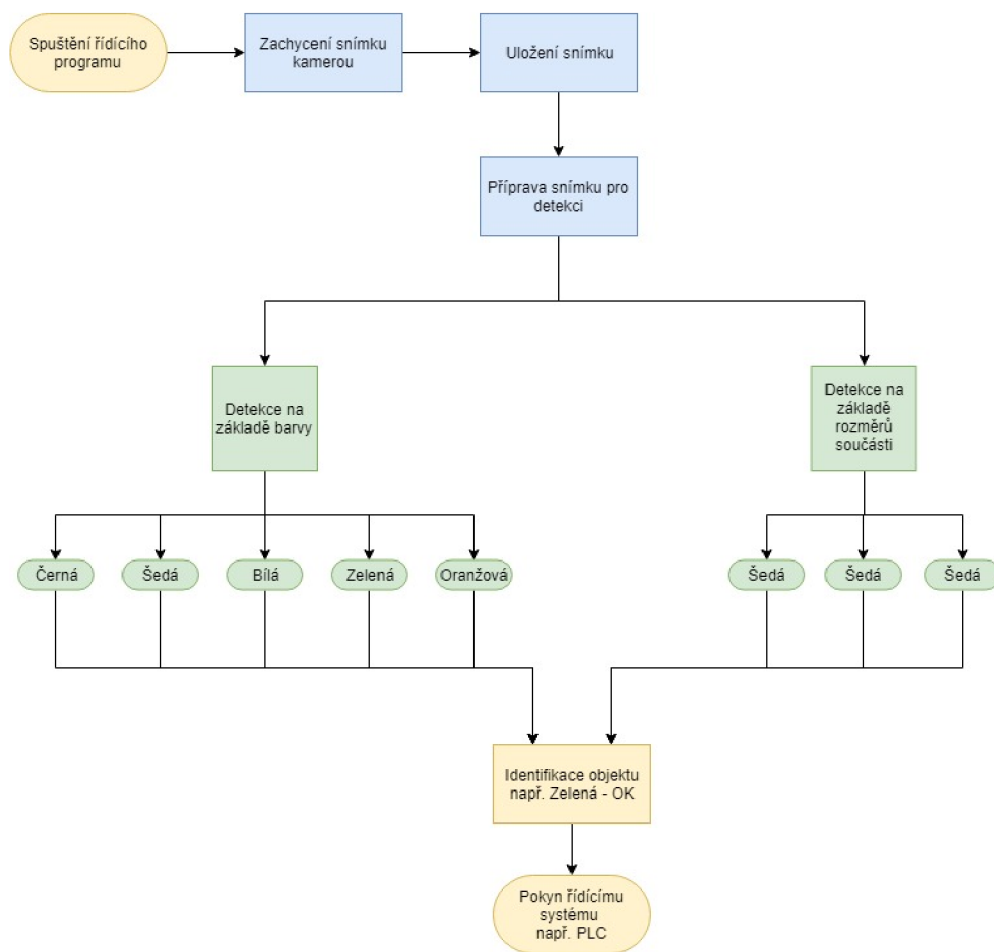 Spuštění řídícího
programu
Zachycení snímku
kamerou
Uložení snímku
Příprava snímku pro
detekci
Detekce na
základě barvy
Detekce na
základě
rozměrů
součásti
Černá
Šedá
Bílá
Zelená
Oranžová
Šedá
Šedá
Šedá
Identifikace objektu
např. Zelená - OK
Pokyn řídícímu
systému
např. PLC